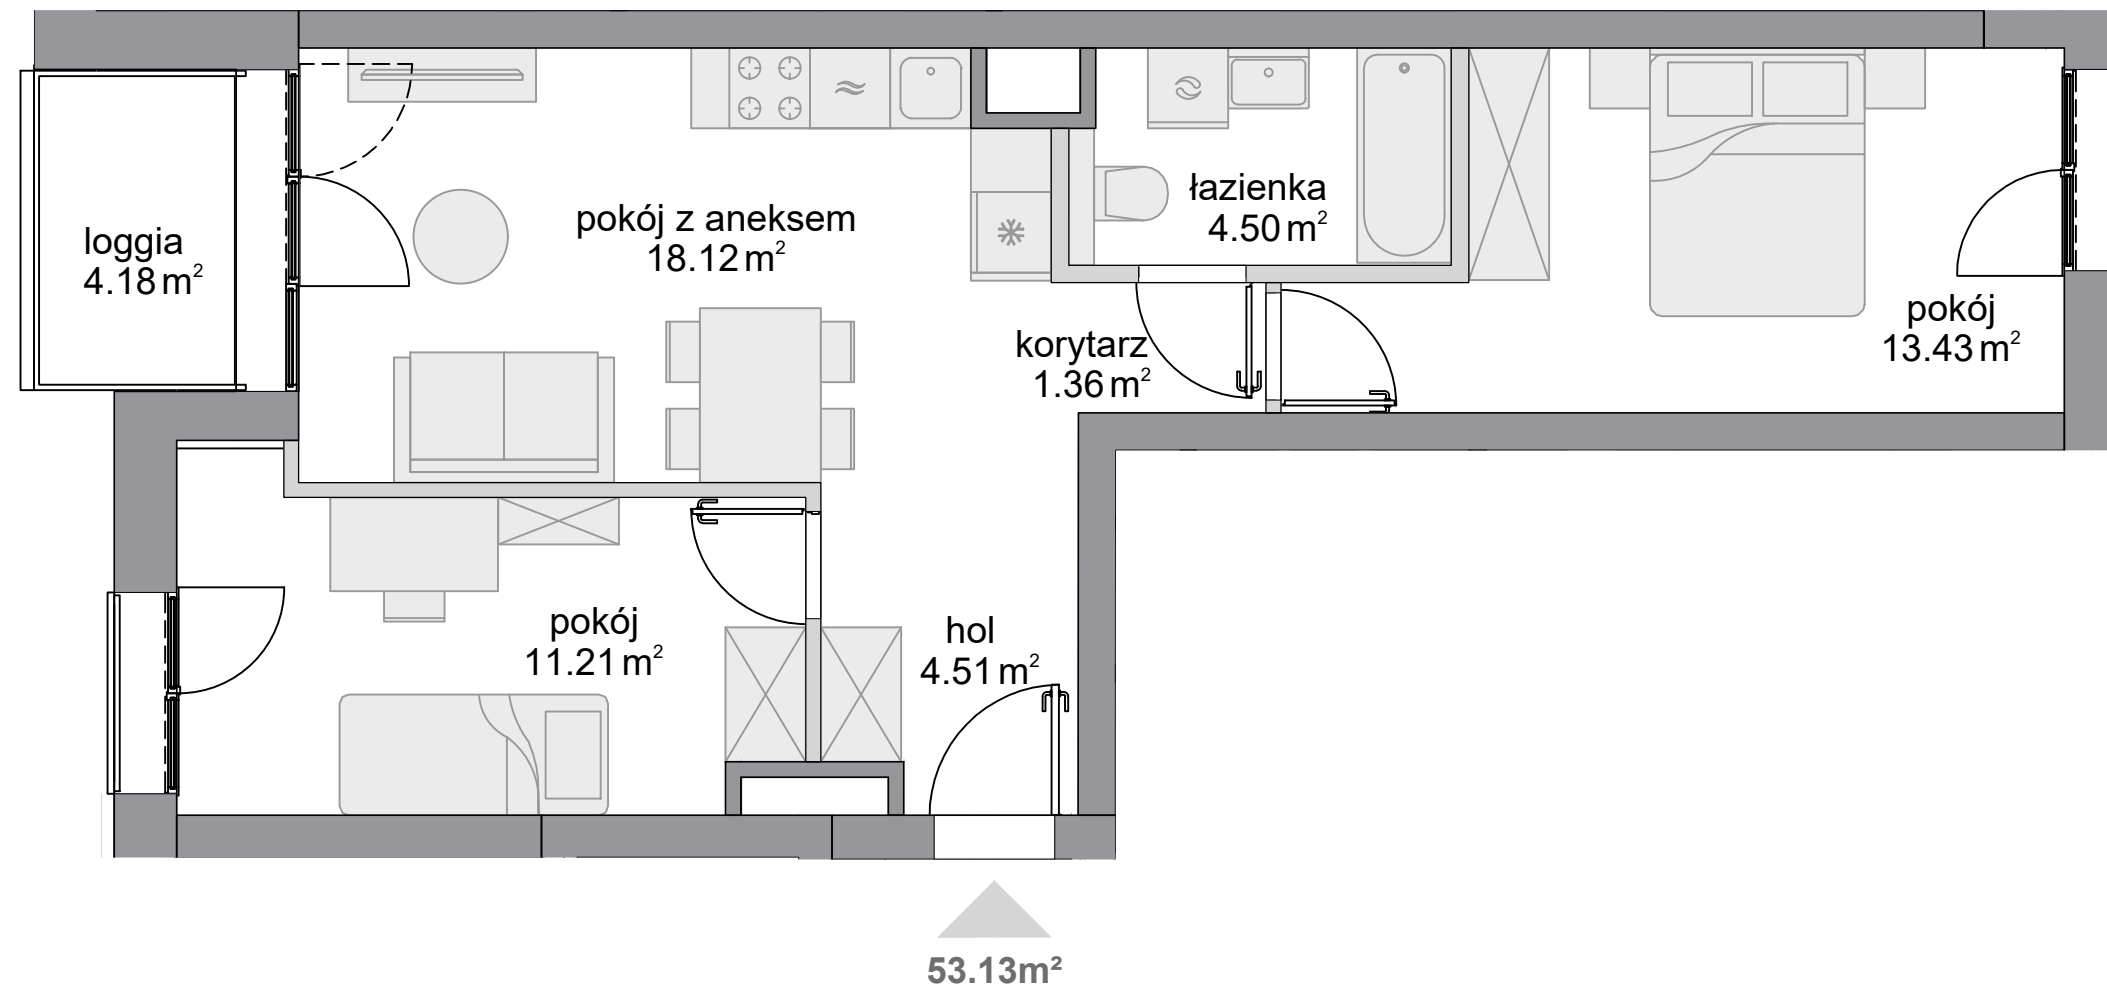 loggia
4.18 m²
pokój z aneksem
18.12 m²
łazienka
4.50 m²
korytarz
1.36 m²
pokój
13.43 m²
pokój
11.21 m²
hol
4.51 m²
53.13m²